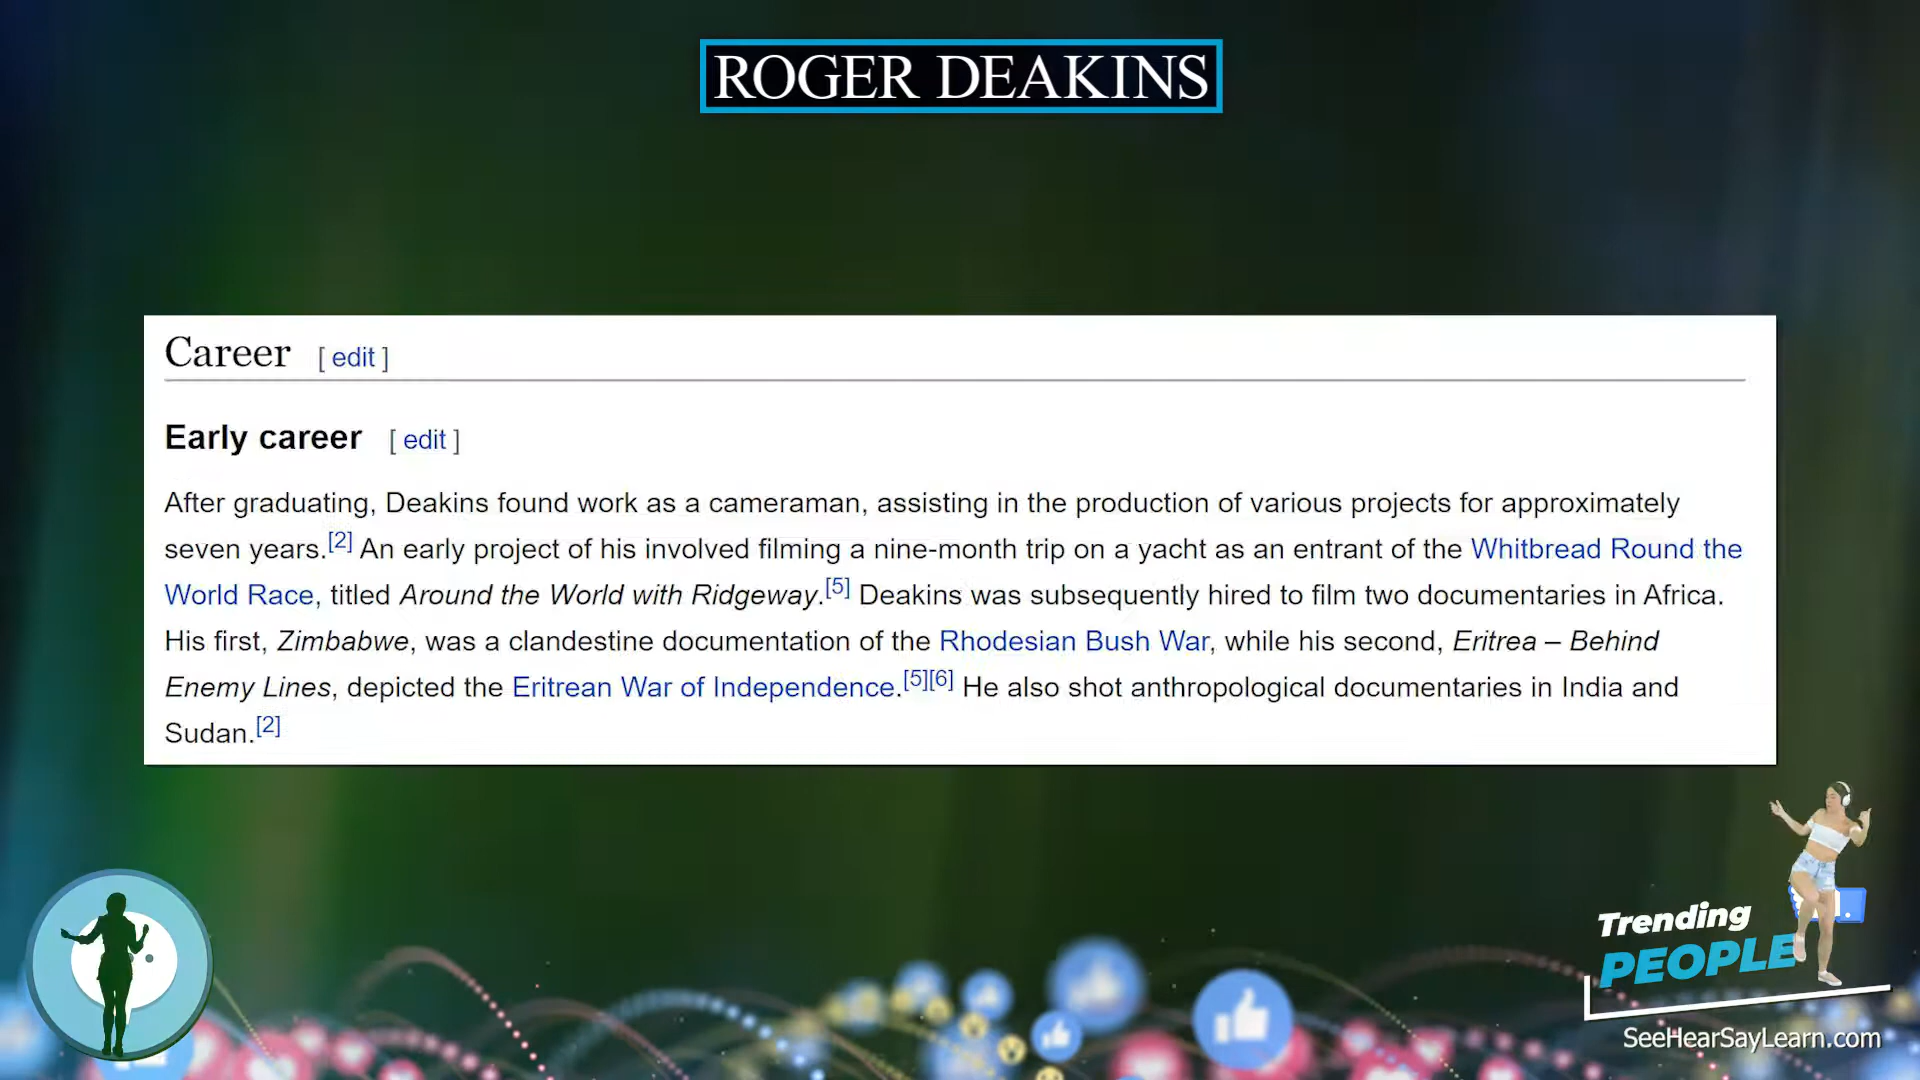 ROGER DEAKINS
Career [ edit ]
Early career [ edit ]
After graduating, Deakins found work as a cameraman, assisting in the production of various projects for approximately
seven years.[2] An early project of his involved filming a nine-month trip on a yacht as an entrant of the Whitbread Round the
World Race, titled Around the World with Ridgeway.[5] Deakins was subsequently hired to film two documentaries in Africa.
His first, Zimbabwe, was a clandestine documentation of the Rhodesian Bush War, while his second, Eritrea – Behind
Enemy Lines, depicted the Eritrean War of Independence.[5][6] He also shot anthropological documentaries in India and
Sudan.[2]
Trending
PEOPLE
SeeHearSayLearn.com